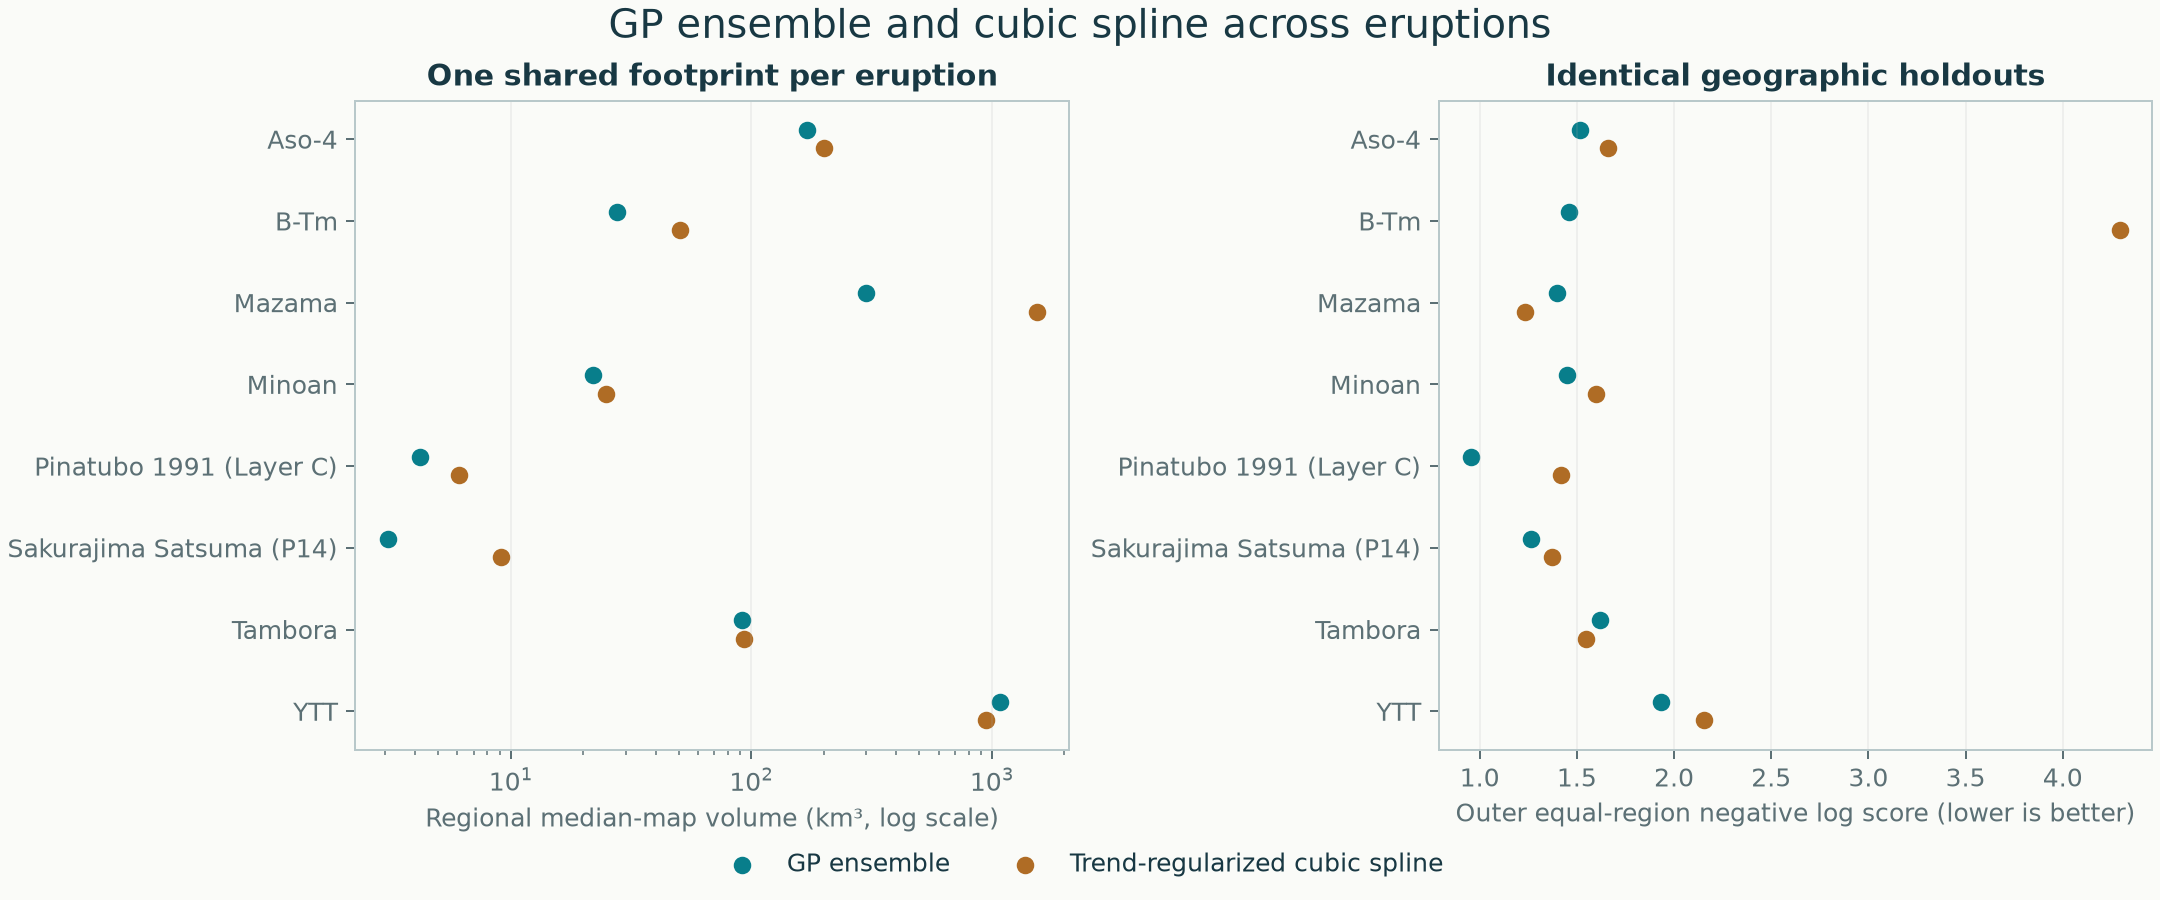 GP ensemble and cubic spline across eruptions
One shared footprint per eruption
Aso-4
B-Tm
Mazama
Minoan
Pinatubo 1991 (Layer C)
Sakurajima Satsuma (P14)
Tambora
YTT
10¹ 10² 10³
Regional median-map volume (km³, log scale)
Identical geographic holdouts
Aso-4
B-Tm
Mazama
Minoan
Pinatubo 1991 (Layer C)
Sakurajima Satsuma (P14)
Tambora
YTT
1.0 1.5 2.0 2.5 3.0 3.5 4.0
Outer equal-region negative log score (lower is better)
GP ensemble Trend-regularized cubic spline